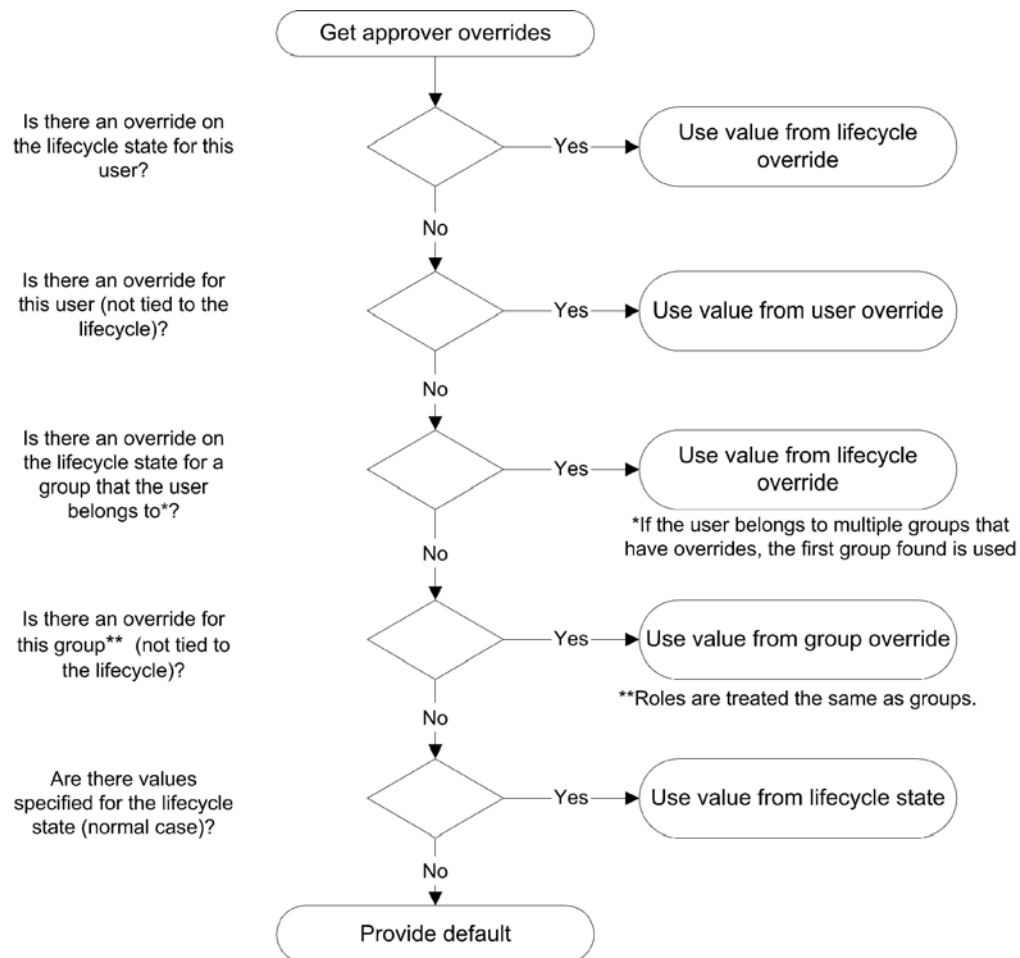 Get approver overrides
Is there an override on
the lifecycle state for this
user?
Yes
Use value from lifecycle
override
No
Is there an override for
this user (not tied to the
lifecycle)?
Yes
Use value from user override
No
Is there an override on
the lifecycle state for a
group that the user
belongs to*?
Yes
Use value from lifecycle
override
*If the user belongs to multiple groups that
have overrides, the first group found is used
No
Is there an override for
this group** (not tied to
the lifecycle)?
Yes
Use value from group override
**Roles are treated the same as groups.
No
Are there values
specified for the lifecycle
state (normal case)?
Yes
Use value from lifecycle state
No
Provide default